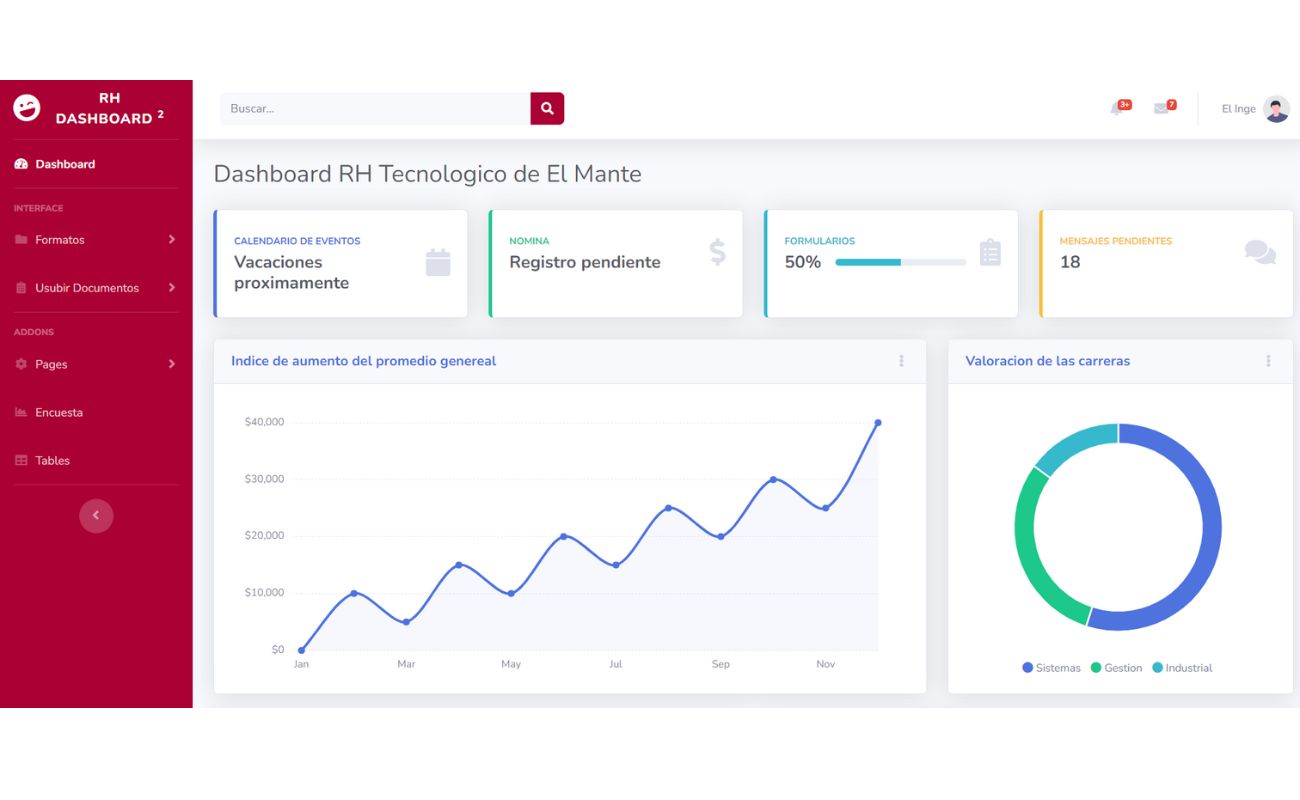 RH
DASHBOARD 2
Dashboard
INTERFACE
Formatos
Usubir Documentos
ADDONS
Pages
Encuesta
Tables
Buscar...
3+
7
El Inge
Dashboard RH Tecnologico de El Mante
CALENDARIO DE EVENTOS
Vacaciones
proximamente
NOMINA
Registro pendiente
FORMULARIOS
50%
MENSAJES PENDIENTES
18
Indice de aumento del promedio genereal
$40,000
$30,000
$20,000
$10,000
$0
Jan Mar May Jul Sep Nov
Valoracion de las carreras
Sistemas Gestion Industrial